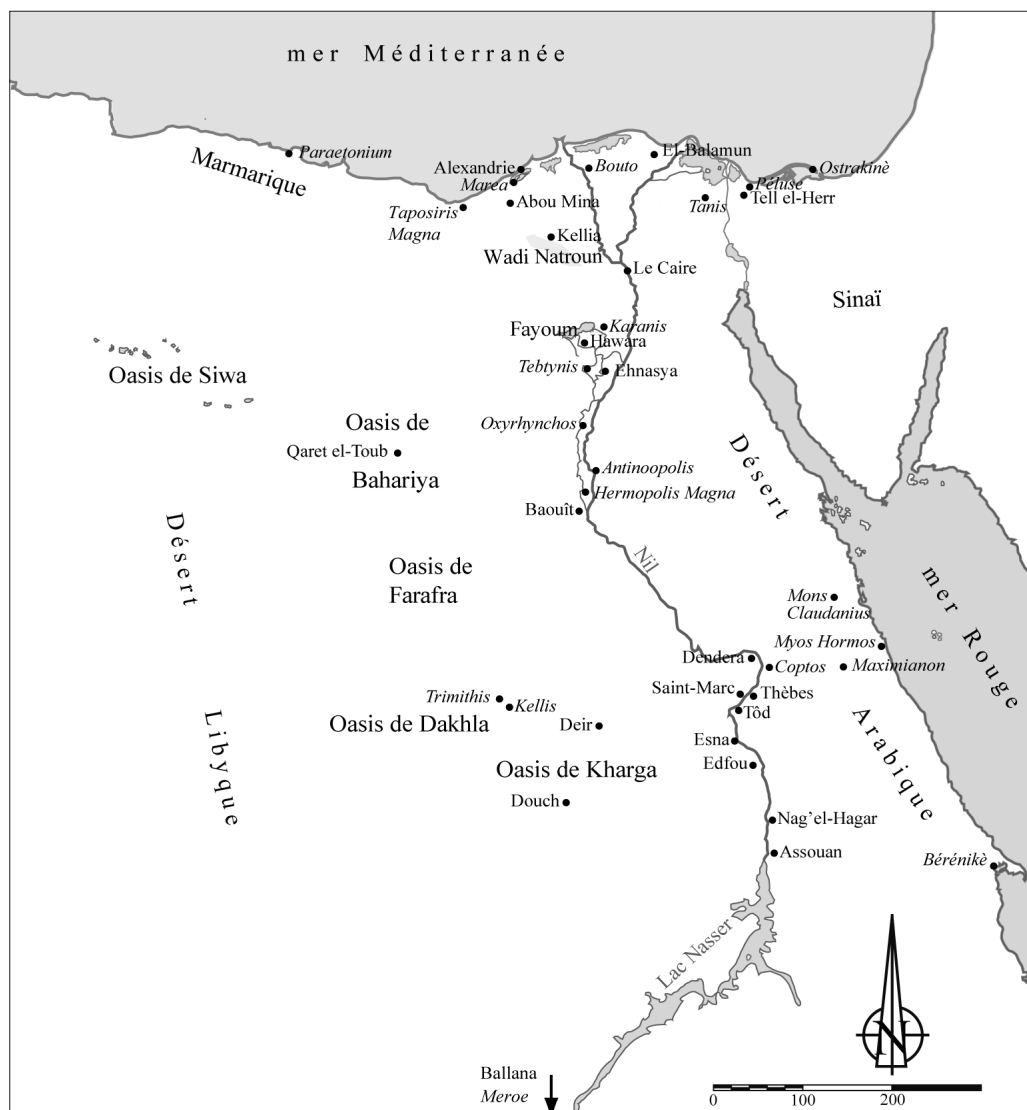 mer Méditerranée
Paraetonium
Marmarique
Alexandrie
Marea
Taposiris
Magna
Abou Mina
Bouto
El-Balamun
Ostrakinè
Péluse
Tell el-Herr
Tanis
Kellia
Wadi Natroun
Le Caire
Sinaï
Fayoum
Karanis
Hawara
Tebtynis
Ehnasya
Oasis de Siwa
Oasis de
Qaret el-Toub
Bahariya
Oxyrhynchos
Antinoopolis
Hermopolis Magna
Baouît
Désert
Désert
Nil
Oasis de
Farafra
Mons
Claudanius
mer Rouge
Myos Hormos
Dendera
Coptos
Maximianon
Saint-Marc
Thèbes
Tôd
Trimithis
Kellis
Oasis de Dakhla
Deir
Libyque
Arabique
Esna
Edfou
Oasis de Kharga
Douch
Nag'el-Hagar
Assouan
Bérénikè
Lac Nasser
N
Ballana
Meroe
0 100 200